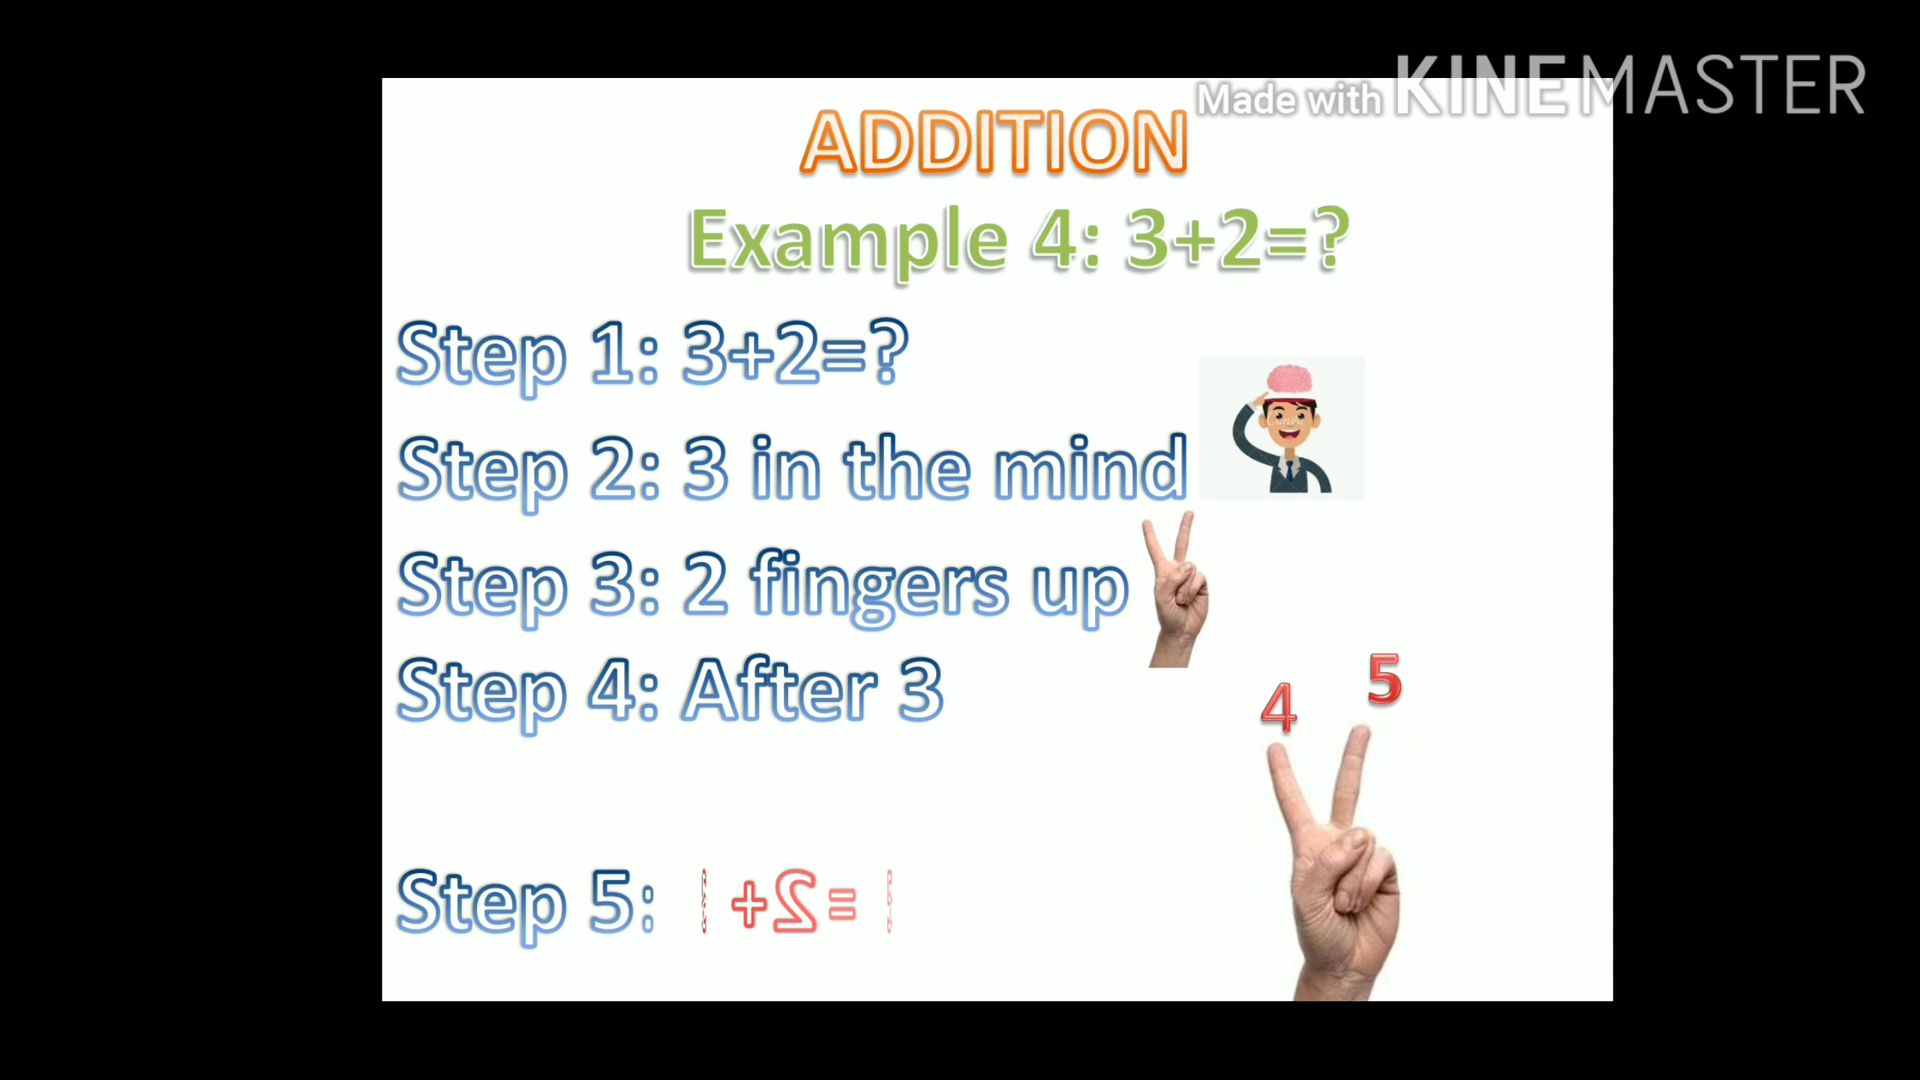 Made with KINEMASTER
ADDITION
Example 4: 3+2=?
Step 1: 3+2=?
Step 2: 3 in the mind
Step 3: 2 fingers up
Step 4: After 3
4 5
Step 5: +2=